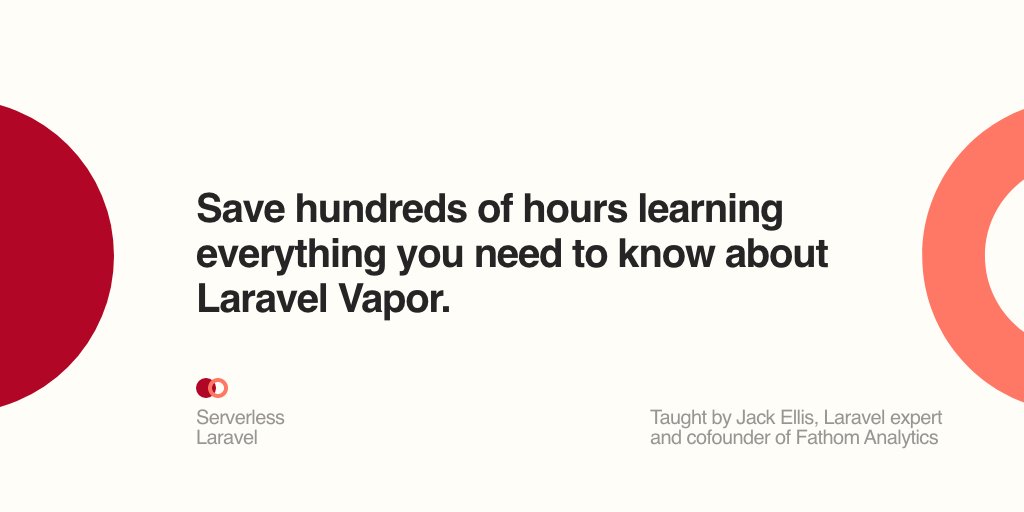 Save hundreds of hours learning
everything you need to know about
Laravel Vapor.
Serverless
Laravel
Taught by Jack Ellis, Laravel expert
and cofounder of Fathom Analytics